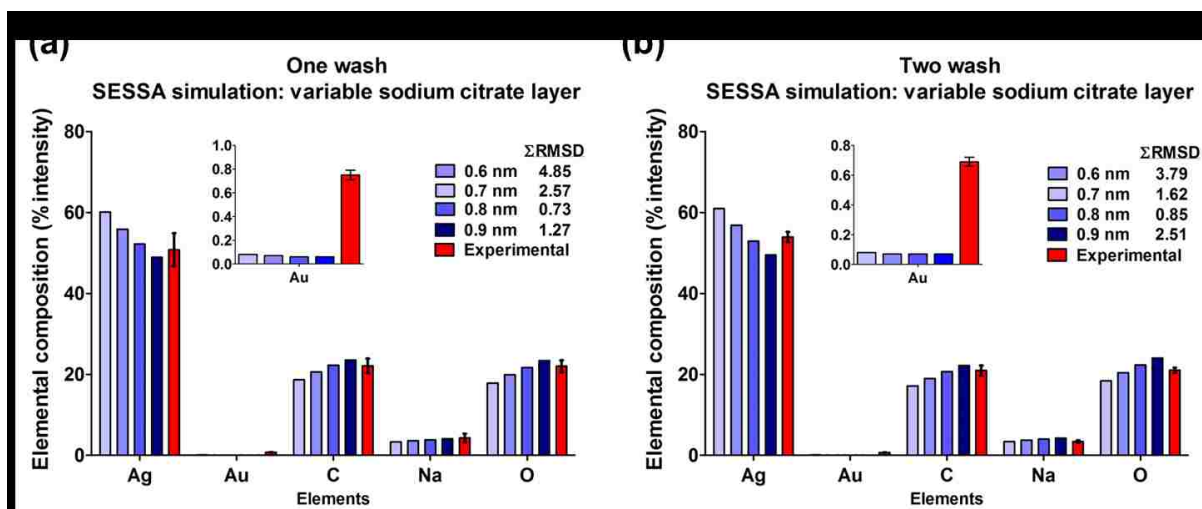 (a)
One wash
SESSA simulation: variable sodium citrate layer
Elemental composition (% intensity)
80
60
40
20
0
1.0
0.8
0.6
0.4
0.2
0.0
Au
ΣRMSD
0.6 nm 4.85
0.7 nm 2.57
0.8 nm 0.73
0.9 nm 1.27
Experimental
Ag Au C Na O
Elements
(b)
Two wash
SESSA simulation: variable sodium citrate layer
Elemental composition (% intensity)
80
60
40
20
0
0.8
0.6
0.4
0.2
0.0
Au
ΣRMSD
0.6 nm 3.79
0.7 nm 1.62
0.8 nm 0.85
0.9 nm 2.51
Experimental
Ag Au C Na O
Elements